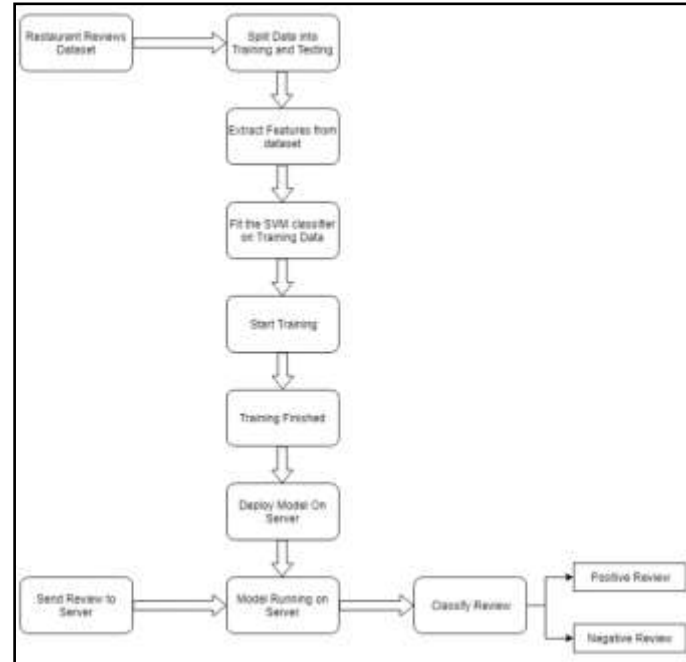 Restaurant Reviews
Dataset
Split Data into
Training and Testing
Extract Features from
dataset
Fit the SVM classifier
on Training Data
Start Training
Training Finished
Deploy Model On
Server
Send Review to
Server
Model Running on
Server
Classify Review
Positive Review
Negative Review